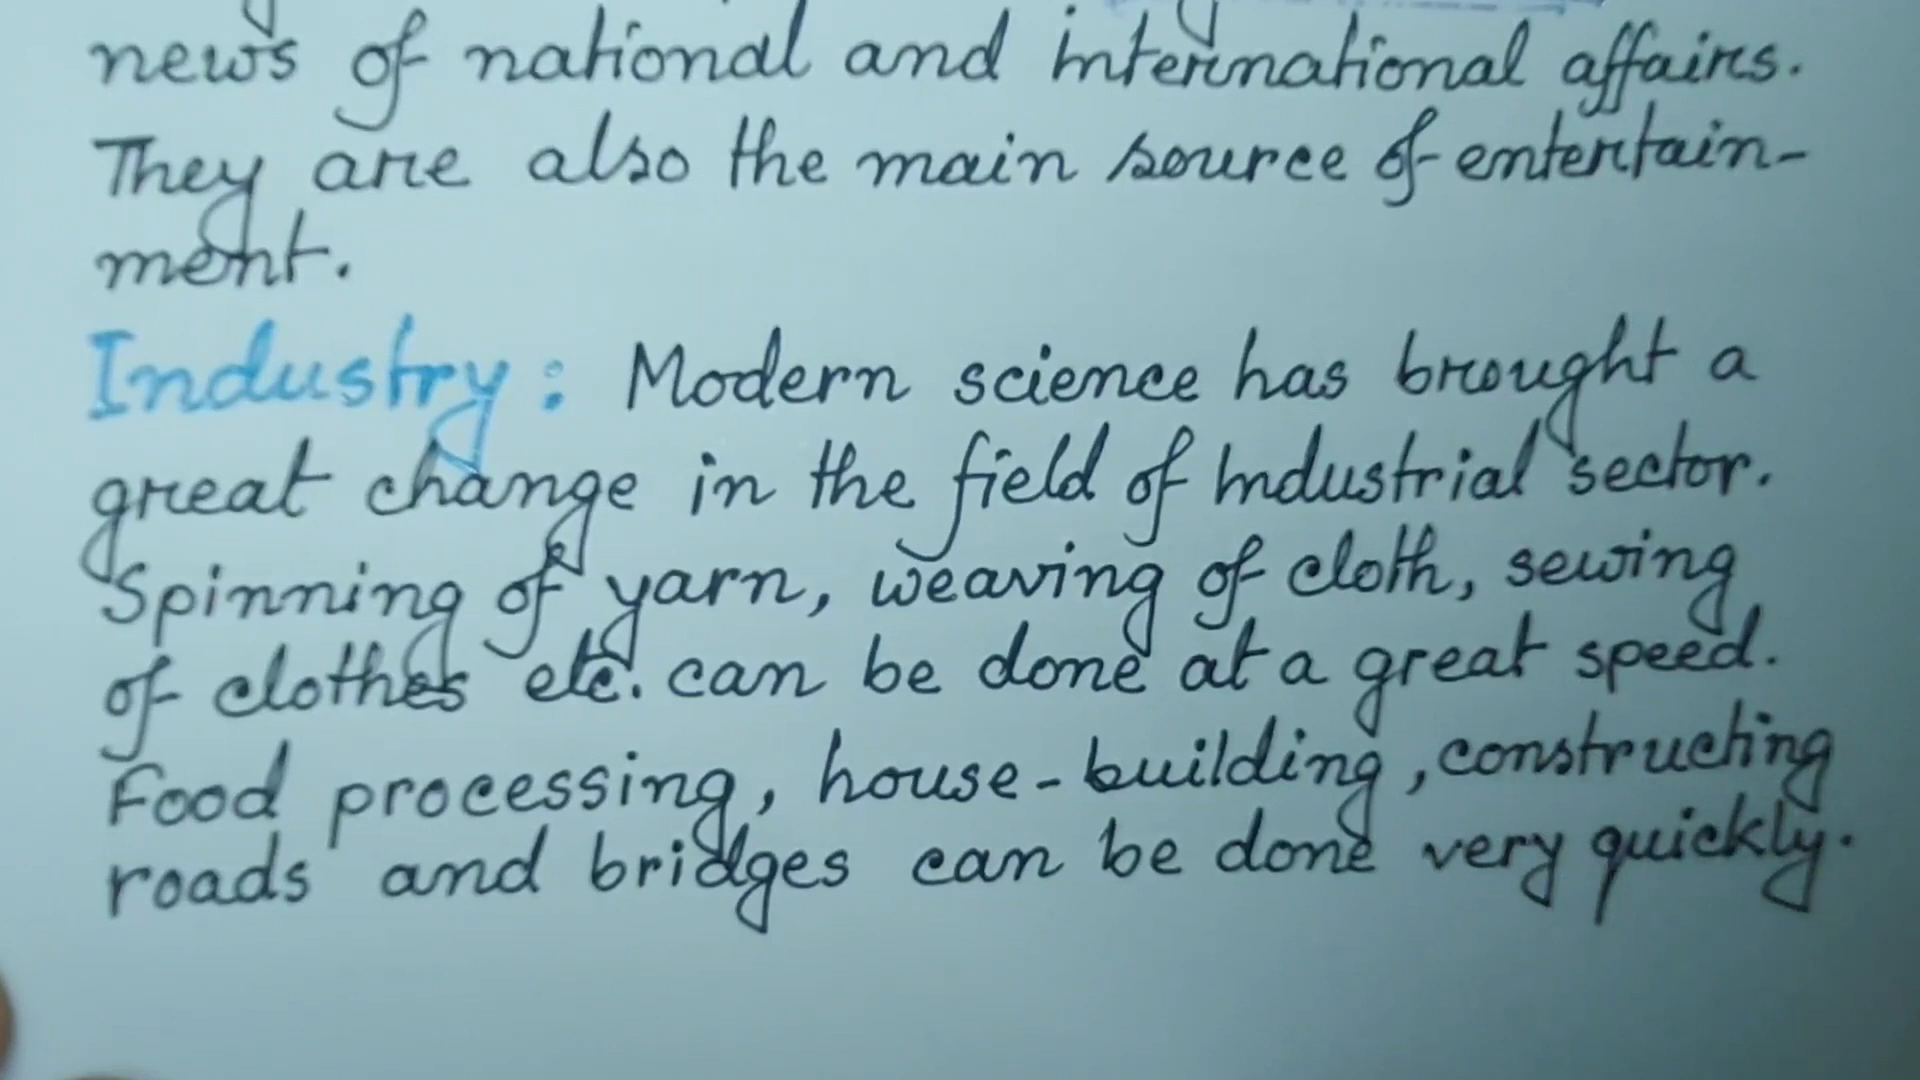 news of national and international affairs.
They are also the main source of entertain-
ment.
Industry: Modern science has brought a
great change in the field of Industrial sector.
Spinning of yarn, weaving of cloth, sewing
of clothes etc. can be done at a great speed.
Food processing, house-building, constructing
roads and bridges can be done very quickly.